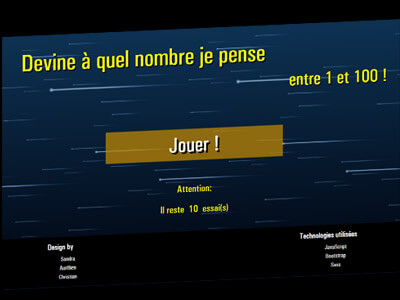 Devine à quel nombre je pense
entre 1 et 100 !
Jouer !
Attention:
Il reste 10 essai(s)
Design by
Sandra
Aurélien
Christian
Technologies utilisées
JavaScript
Bootstrap
Sass